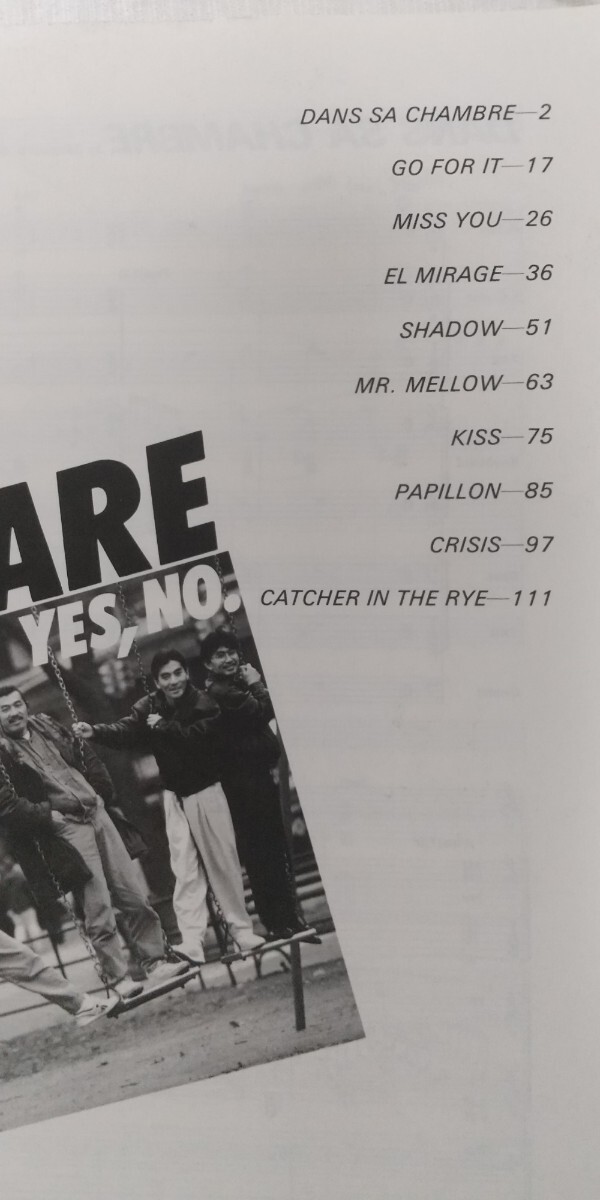 DANS SA CHAMBRE—2
GO FOR IT—17
MISS YOU—26
EL MIRAGE—36
SHADOW—51
MR. MELLOW—63
KISS—75
PAPILLON—85
CRISIS—97
CATCHER IN THE RYE—111
ARE
YES, NO.